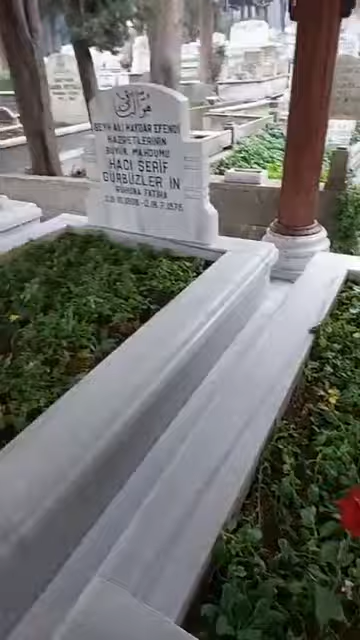 هو الباقي
ŞEYH ALİ HAYDAR EFENDİ
HAZRETLERİNİN
BÜYÜK MAHDUMU
HACI ŞERİF
GÜRBÜZLER İN
RUHUNA FATİHA